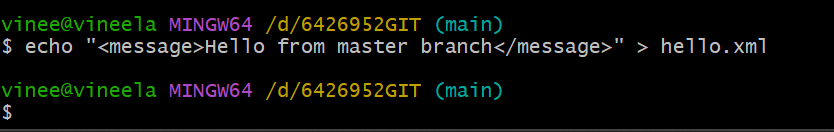 vinee@vineela MINGW64 /d/6426952GIT (main)
$ echo "<message>Hello from master branch</message>" > hello.xml
vinee@vineela MINGW64 /d/6426952GIT (main)
$